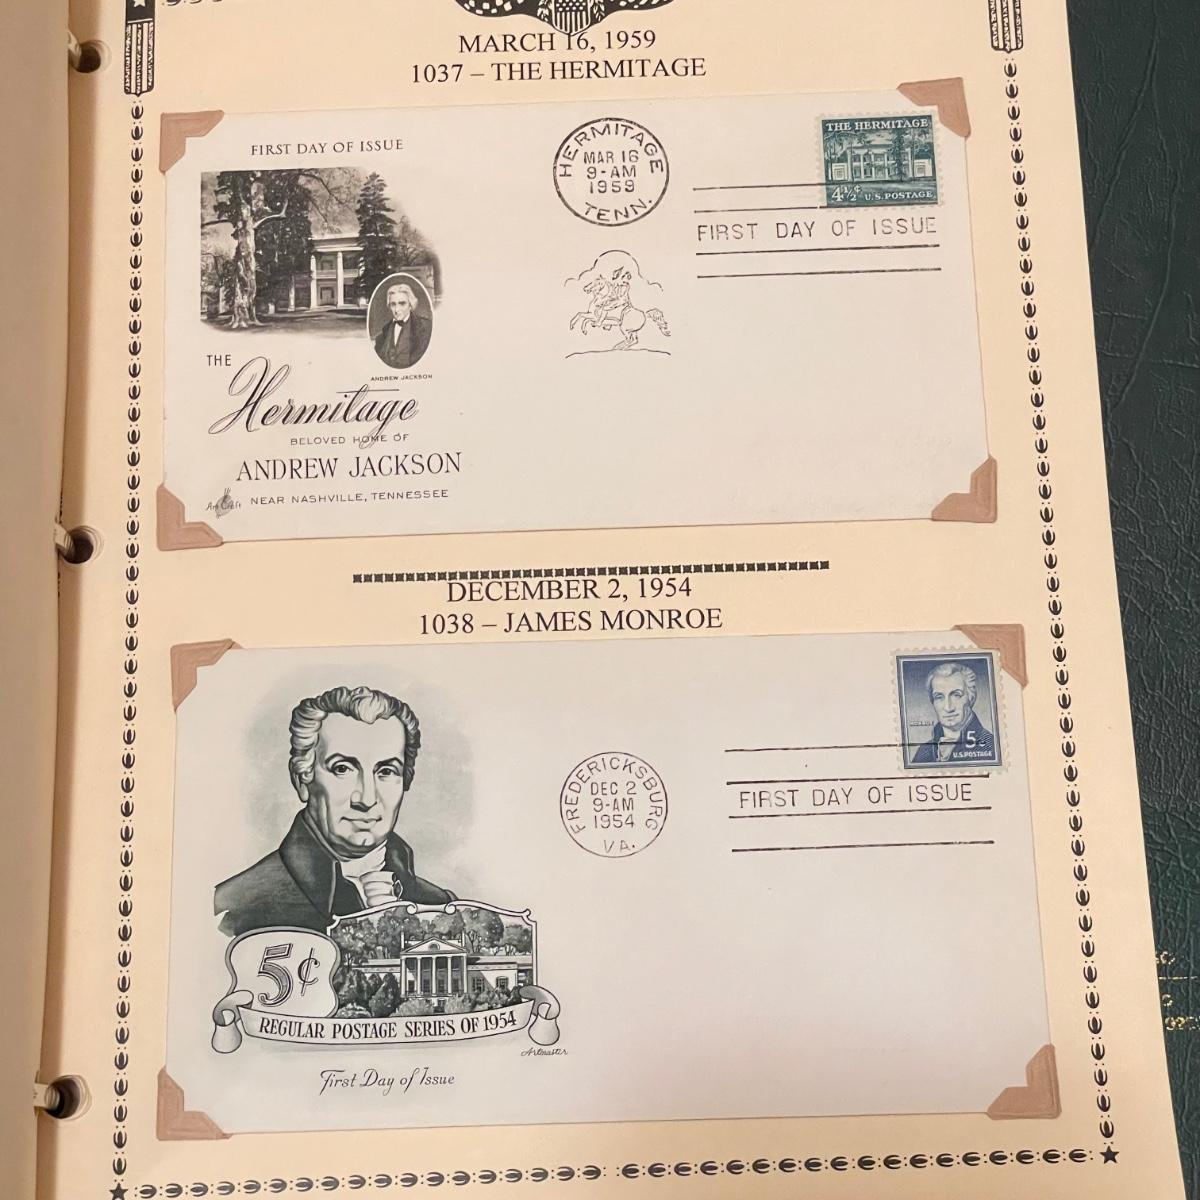 MARCH 16, 1959
1037 – THE HERMITAGE
FIRST DAY OF ISSUE
HERMITAGE
MAR 16
9-AM
1959
TENN.
THE HERMITAGE
4½¢ U.S. POSTAGE
FIRST DAY OF ISSUE
ANDREW JACKSON
THE
Hermitage
BELOVED HOME OF
ANDREW JACKSON
NEAR NASHVILLE, TENNESSEE
Art Craft
DECEMBER 2, 1954
1038 – JAMES MONROE
MONROE
5¢
U.S. POSTAGE
FREDERICKSBURG
DEC 2
9-AM
1954
VA.
FIRST DAY OF ISSUE
5¢
REGULAR POSTAGE SERIES OF 1954
Artmaster
First Day of Issue